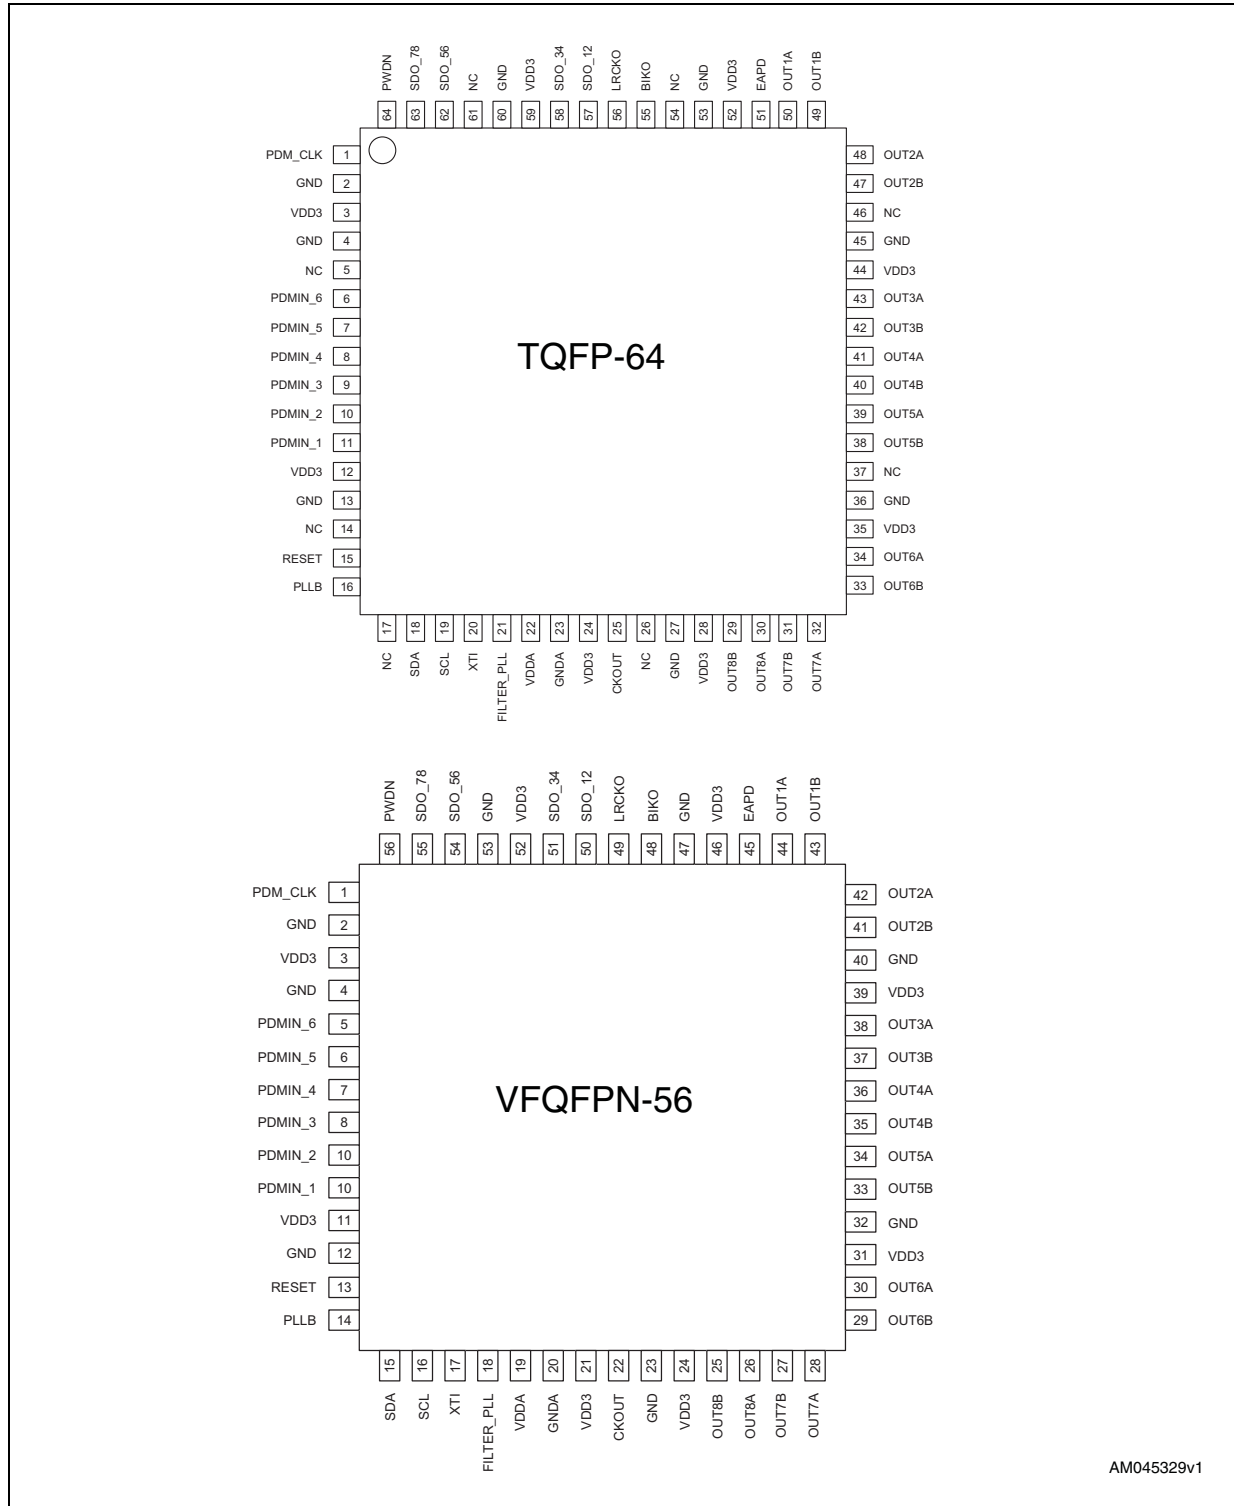 PWDN SDO_78 SDO_56 NC GND VDD3 SDO_34 SDO_12 LRCKO BIKO NC GND VDD3 EAPD OUT1A OUT1B
64 63 62 61 60 59 58 57 56 55 54 53 52 51 50 49
PDM_CLK 1 48 OUT2A
GND 2 47 OUT2B
VDD3 3 46 NC
GND 4 45 GND
NC 5 44 VDD3
PDMIN_6 6 43 OUT3A
PDMIN_5 7 42 OUT3B
PDMIN_4 8 TQFP-64 41 OUT4A
PDMIN_3 9 40 OUT4B
PDMIN_2 10 39 OUT5A
PDMIN_1 11 38 OUT5B
VDD3 12 37 NC
GND 13 36 GND
NC 14 35 VDD3
RESET 15 34 OUT6A
PLLB 16 33 OUT6B
17 18 19 20 21 22 23 24 25 26 27 28 29 30 31 32
NC SDA SCL XTI FILTER_PLL VDDA GNDA VDD3 CKOUT NC GND VDD3 OUT8B OUT8A OUT7B OUT7A
PWDN SDO_78 SDO_56 GND VDD3 SDO_34 SDO_12 LRCKO BIKO GND VDD3 EAPD OUT1A OUT1B
56 55 54 53 52 51 50 49 48 47 46 45 44 43
PDM_CLK 1 42 OUT2A
GND 2 41 OUT2B
VDD3 3 40 GND
GND 4 39 VDD3
PDMIN_6 5 38 OUT3A
PDMIN_5 6 37 OUT3B
PDMIN_4 7 VFQFPN-56 36 OUT4A
PDMIN_3 8 35 OUT4B
PDMIN_2 10 34 OUT5A
PDMIN_1 10 33 OUT5B
VDD3 11 32 GND
GND 12 31 VDD3
RESET 13 30 OUT6A
PLLB 14 29 OUT6B
15 16 17 18 19 20 21 22 23 24 25 26 27 28
SDA SCL XTI FILTER_PLL VDDA GNDA VDD3 CKOUT GND VDD3 OUT8B OUT8A OUT7B OUT7A
AM045329v1